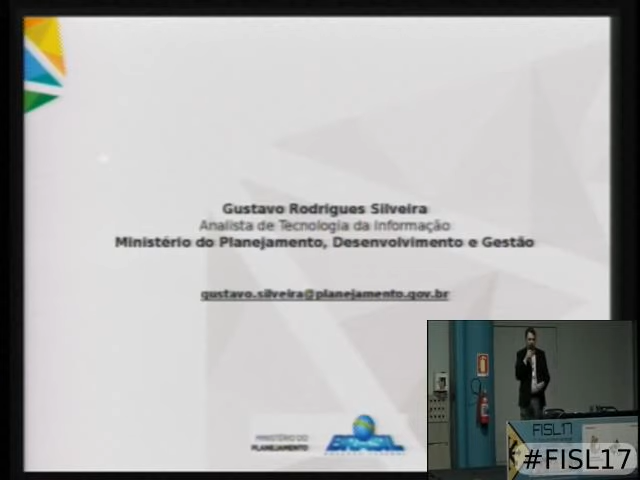 Gustavo Rodrigues Silveira
Analista de Tecnologia da Informação
Ministério do Planejamento, Desenvolvimento e Gestão
gustavo.silveira@planejamento.gov.br
MINISTÉRIO DO
PLANEJAMENTO
BRASIL
FISL17
#FISL17